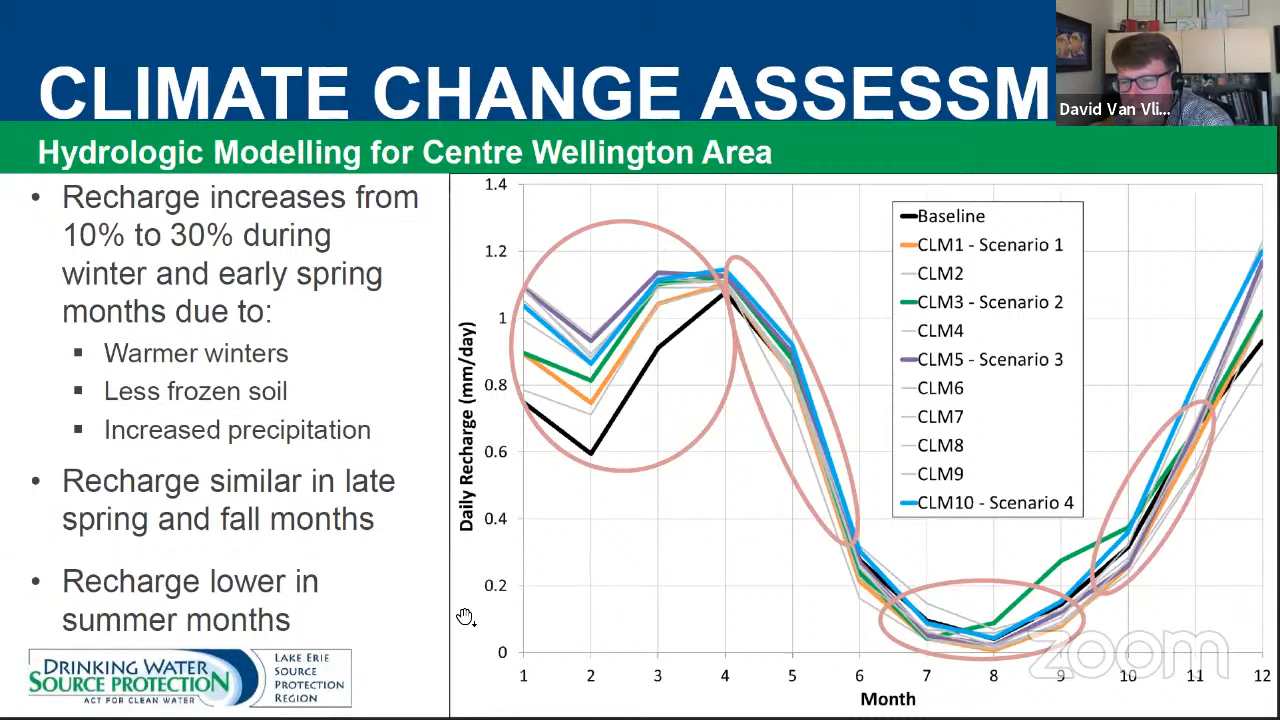 CLIMATE CHANGE ASSESSM
David Van Vli...
Hydrologic Modelling for Centre Wellington Area
• Recharge increases from
10% to 30% during
winter and early spring
months due to:
▪ Warmer winters
▪ Less frozen soil
▪ Increased precipitation
• Recharge similar in late
spring and fall months
• Recharge lower in
summer months
DRINKING WATER
SOURCE PROTECTION
ACT FOR CLEAN WATER
LAKE ERIE
SOURCE
PROTECTION
REGION
Daily Recharge (mm/day)
1.4
1.2
1
0.8
0.6
0.4
0.2
0
Baseline
CLM1 - Scenario 1
CLM2
CLM3 - Scenario 2
CLM4
CLM5 - Scenario 3
CLM6
CLM7
CLM8
CLM9
CLM10 - Scenario 4
1 2 3 4 5 6 7 8 9 10 11 12
Month
zoom